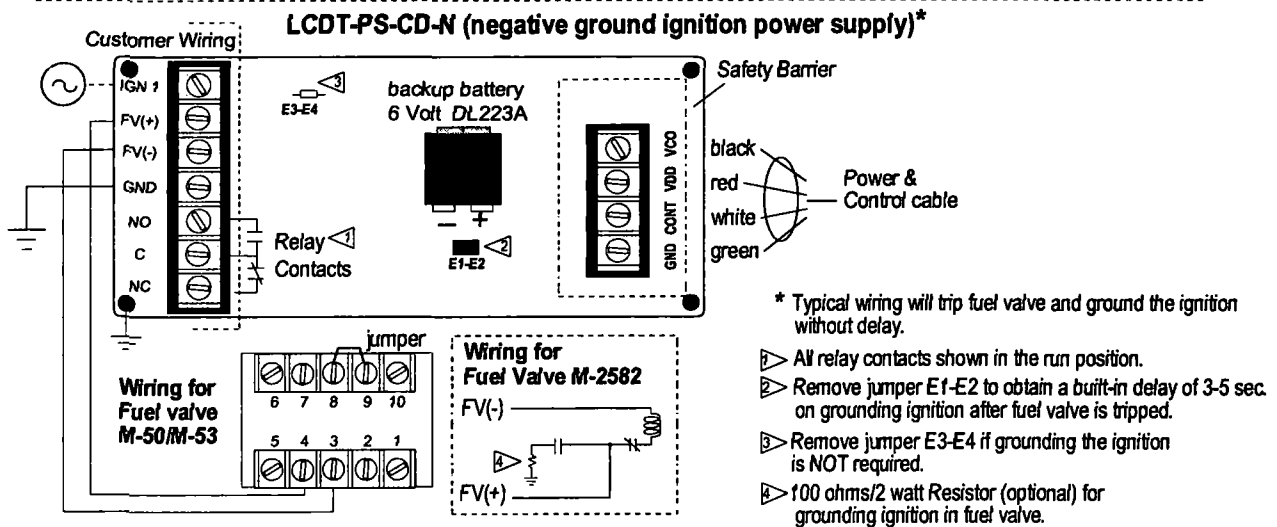 LCDT-PS-CD-N (negative ground ignition power supply)*
Customer Wiring
IGN 1
FV(+)
FV(-)
GND
NO
C
NC
3
E3-E4
backup battery
6 Volt DL223A
− +
2
E1-E2
Relay 1
Contacts
Safety Barrier
VCO
VDD
CONT
GND
black
red
white
green
Power &
Control cable
jumper
6 7 8 9 10
5 4 3 2 1
Wiring for
Fuel valve
M-50/M-53
Wiring for
Fuel Valve M-2582
FV(-)
4
FV(+)
* Typical wiring will trip fuel valve and ground the ignition
without delay.
1 All relay contacts shown in the run position.
2 Remove jumper E1-E2 to obtain a built-in delay of 3-5 sec.
on grounding ignition after fuel valve is tripped.
3 Remove jumper E3-E4 if grounding the ignition
is NOT required.
4 100 ohms/2 watt Resistor (optional) for
grounding ignition in fuel valve.